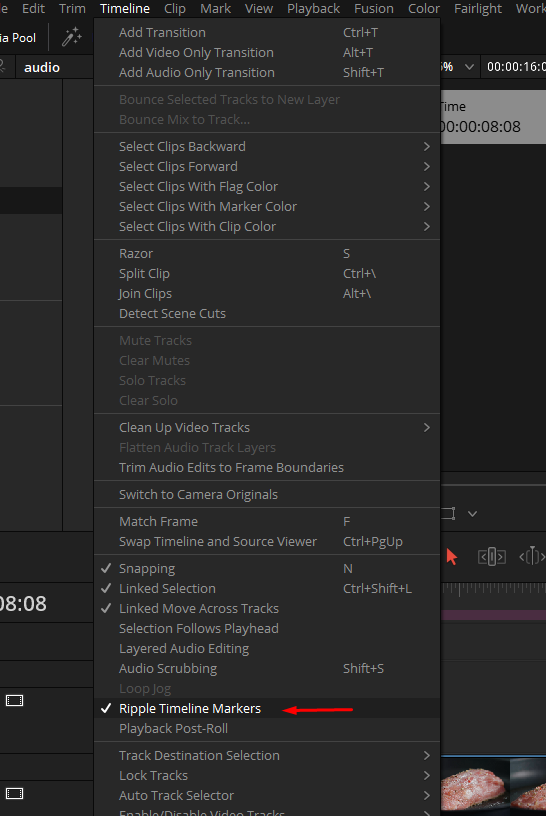 Edit Trim Timeline Clip Mark View Playback Fusion Color Fairlight Work
ia Pool
audio
6% 00:00:16:0
Time
00:00:08:08
08:08
Add Transition Ctrl+T
Add Video Only Transition Alt+T
Add Audio Only Transition Shift+T
Bounce Selected Tracks to New Layer
Bounce Mix to Track...
Select Clips Backward
Select Clips Forward
Select Clips With Flag Color
Select Clips With Marker Color
Select Clips With Clip Color
Razor S
Split Clip Ctrl+\
Join Clips Alt+\
Detect Scene Cuts
Mute Tracks
Clear Mutes
Solo Tracks
Clear Solo
Clean Up Video Tracks
Flatten Audio Track Layers
Trim Audio Edits to Frame Boundaries
Switch to Camera Originals
Match Frame F
Swap Timeline and Source Viewer Ctrl+PgUp
Snapping N
Linked Selection Ctrl+Shift+L
Linked Move Across Tracks
Selection Follows Playhead
Layered Audio Editing
Audio Scrubbing Shift+S
Loop Jog
Ripple Timeline Markers
Playback Post-Roll
Track Destination Selection
Lock Tracks
Auto Track Selector
Enable/Disable Video Tracks